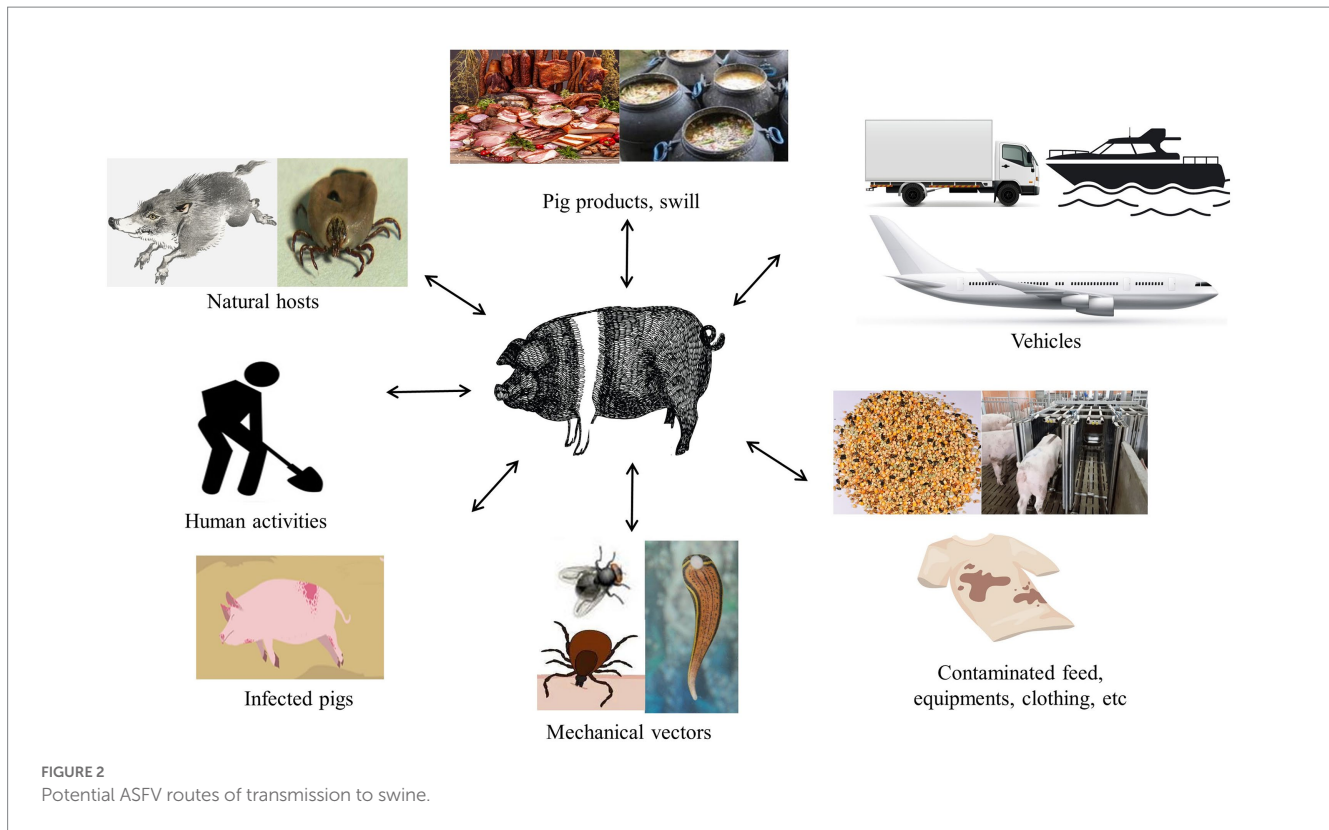 Pig products, swill
Natural hosts
Vehicles
Human activities
Infected pigs
Mechanical vectors
Contaminated feed,
equipments, clothing, etc
FIGURE 2
Potential ASFV routes of transmission to swine.